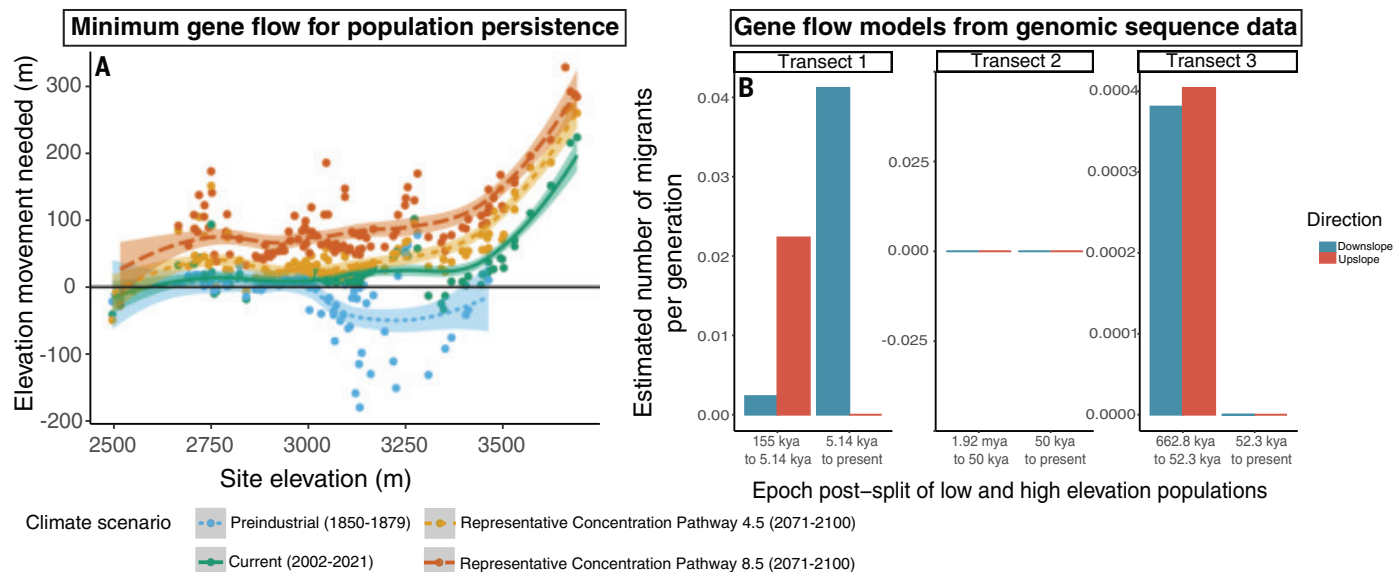 Minimum gene flow for population persistence
Gene flow models from genomic sequence data
A
Elevation movement needed (m)
300
200
100
0
-100
-200
2500
2750
3000
3250
3500
Site elevation (m)
B
Transect 1
Transect 2
Transect 3
Estimated number of migrants
per generation
0.04
0.03
0.02
0.01
0.00
0.025
0.000
-0.025
0.0004
0.0003
0.0002
0.0001
0.0000
155 kya
to 5.14 kya
5.14 kya
to present
1.92 mya
to 50 kya
50 kya
to present
662.8 kya
to 52.3 kya
52.3 kya
to present
Epoch post–split of low and high elevation populations
Direction
Downslope
Upslope
Climate scenario
Preindustrial (1850-1879)
Representative Concentration Pathway 4.5 (2071-2100)
Current (2002-2021)
Representative Concentration Pathway 8.5 (2071-2100)